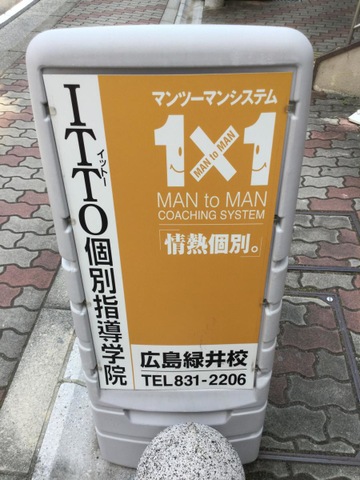 ITTO個別指導学院
イットー
マンツーマンシステム
1×1
MAN to MAN
MAN to MAN
COACHING SYSTEM
「情熱個別。」
広島緑井校
TEL831-2206